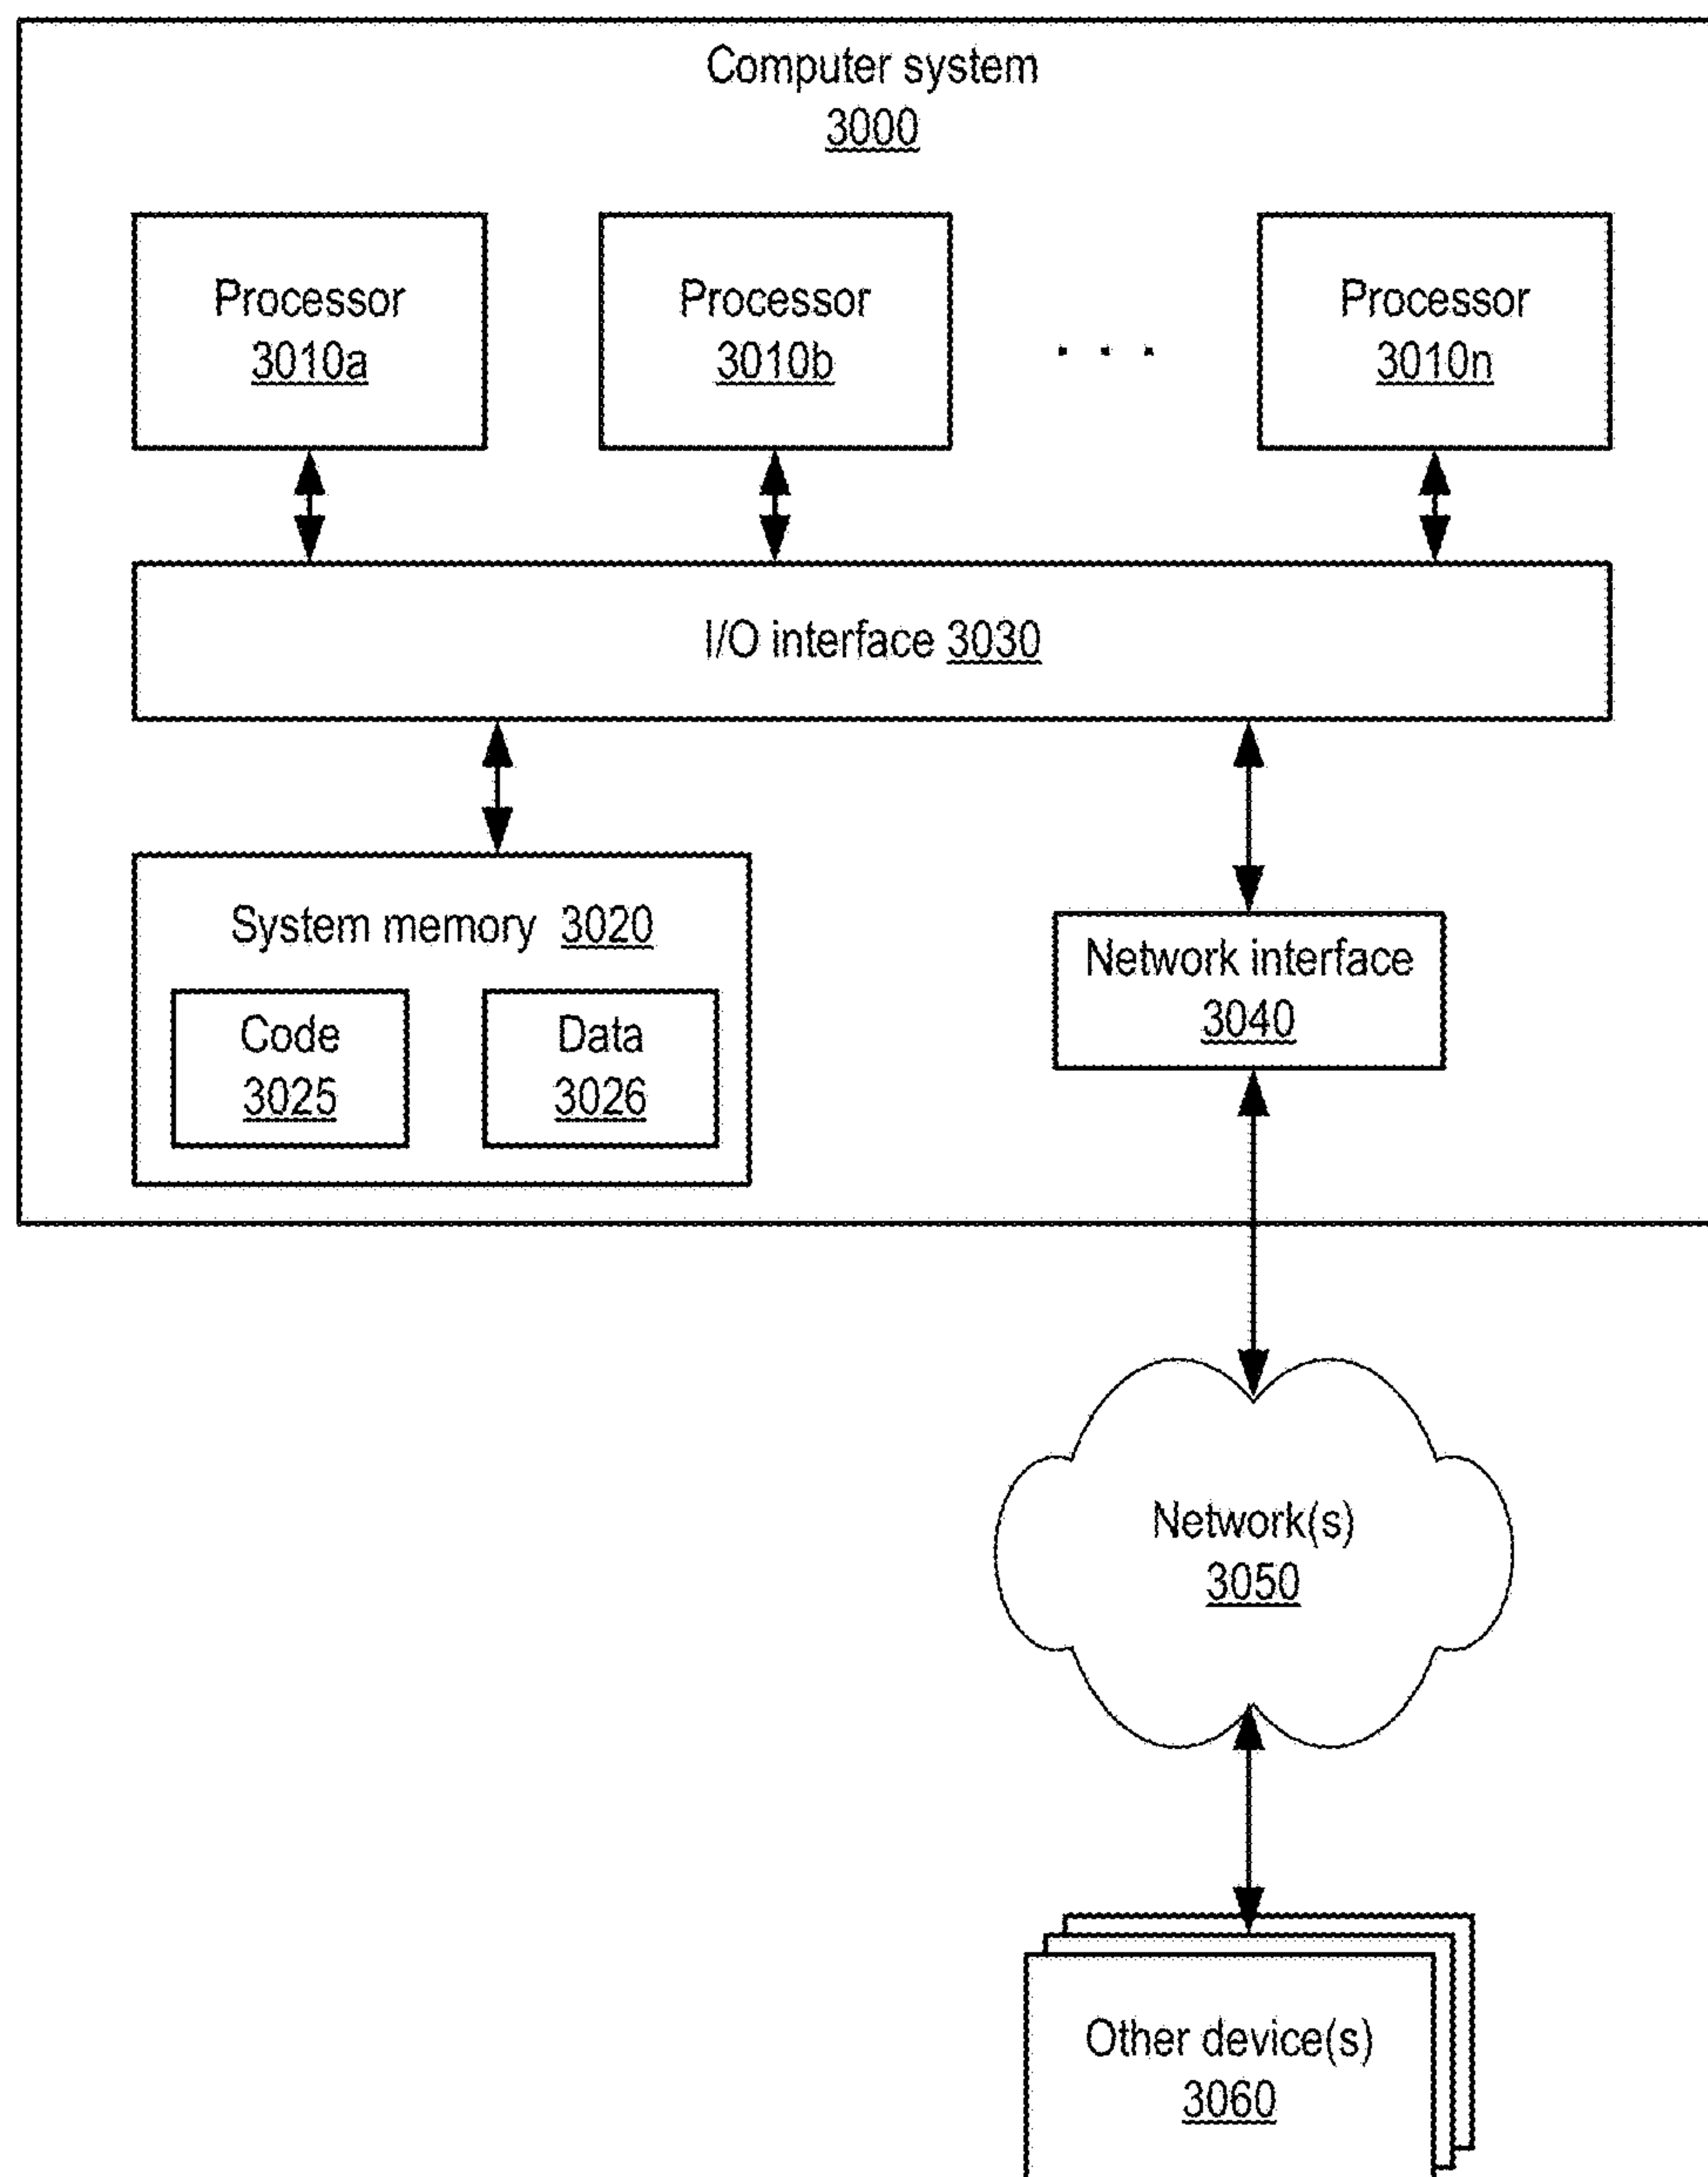 Computer system
3000
Processor
3010a
Processor
3010b
. . .
Processor
3010n
I/O interface 3030
System memory 3020
Code
3025
Data
3026
Network interface
3040
Network(s)
3050
Other device(s)
3060